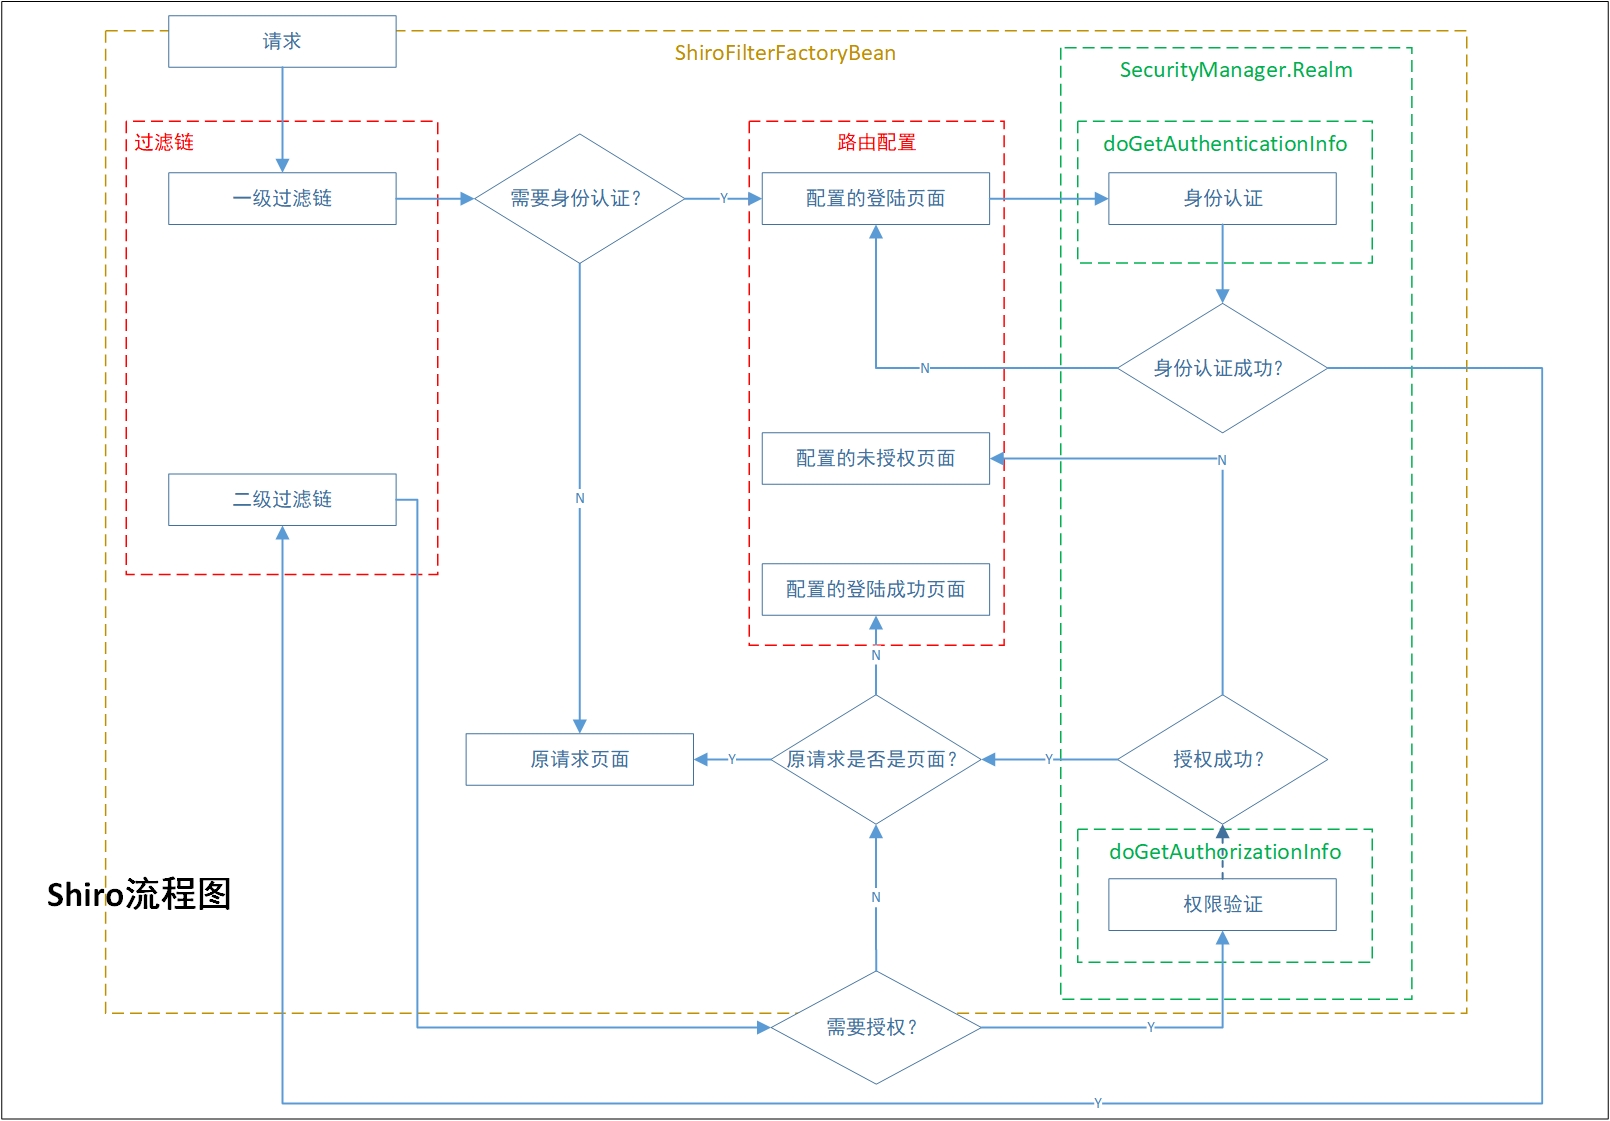 请求
ShiroFilterFactoryBean
SecurityManager.Realm
过滤链
路由配置
doGetAuthenticationInfo
一级过滤链
需要身份认证?
Y
配置的登陆页面
身份认证
N
身份认证成功?
配置的未授权页面
N
二级过滤链
N
配置的登陆成功页面
N
原请求页面
Y
原请求是否是页面?
Y
授权成功?
doGetAuthorizationInfo
Shiro流程图
N
权限验证
需要授权?
Y
Y